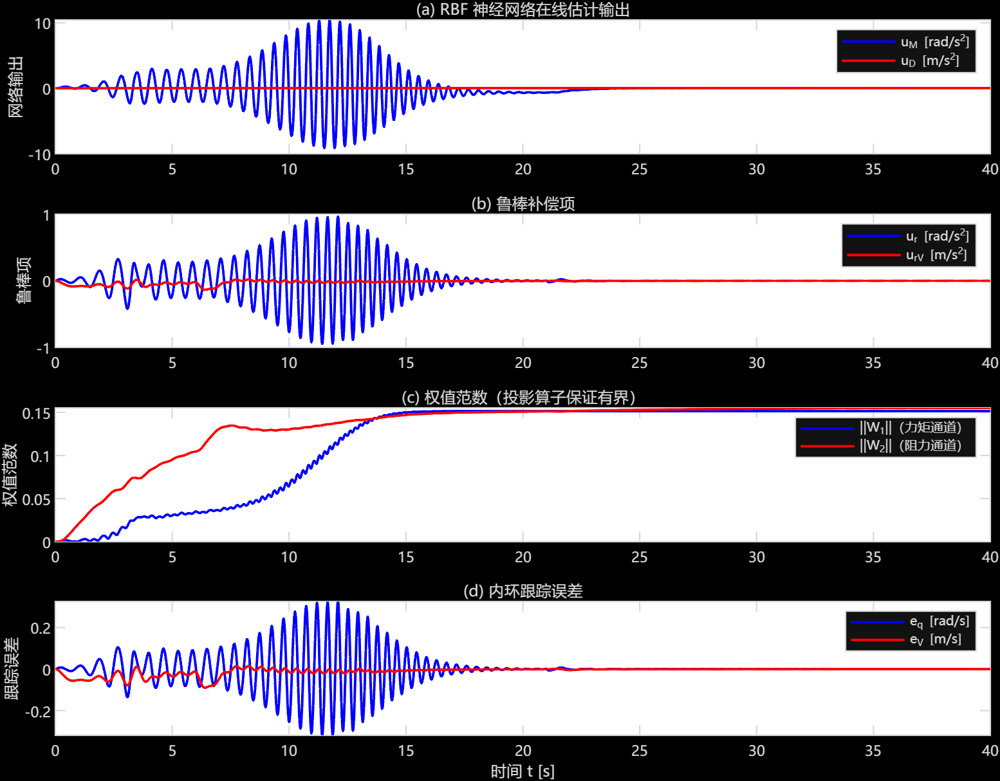 (a) RBF 神经网络在线估计输出
网络输出
10
0
-10
u_M [rad/s²]
u_D [m/s²]
0 5 10 15 20 25 30 35 40
(b) 鲁棒补偿项
鲁棒项
1
0
-1
u_r [rad/s²]
u_rV [m/s²]
0 5 10 15 20 25 30 35 40
(c) 权值范数（投影算子保证有界）
权值范数
0.15
0.1
0.05
0
||W₁|| （力矩通道）
||W₂|| （阻力通道）
0 5 10 15 20 25 30 35 40
(d) 内环跟踪误差
跟踪误差
0.2
0
-0.2
e_q [rad/s]
e_V [m/s]
0 5 10 15 20 25 30 35 40
时间 t [s]